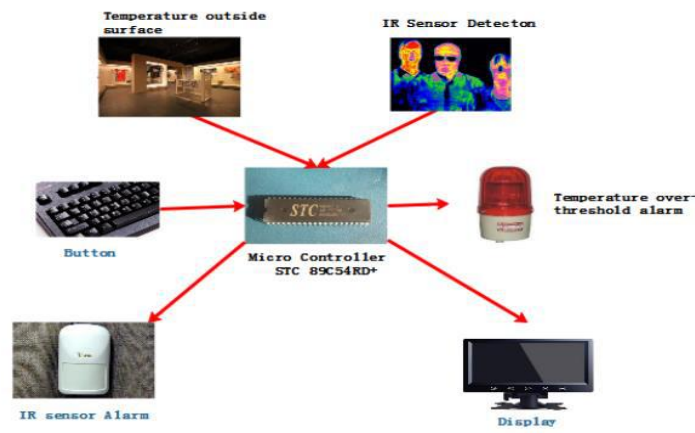 Temperature outside
surface
IR Sensor Detecton
STC
Temperature over-
threshold alarm
Button
Micro Controller
STC 89C54RD+
IR sensor Alarm
Display